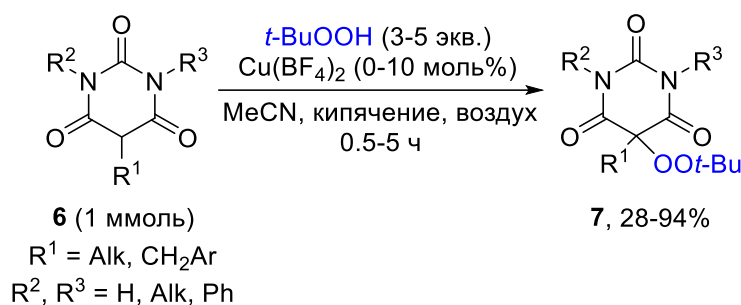 O
R² N N R³
O O
R¹
6 (1 ммоль)
R¹ = Alk, CH₂Ar
R², R³ = H, Alk, Ph
t-BuOOH (3-5 экв.)
Cu(BF4)₂ (0-10 моль%)
MeCN, кипячение, воздух
0.5-5 ч
O
R² N N R³
O O
R¹ OOt-Bu
7, 28-94%